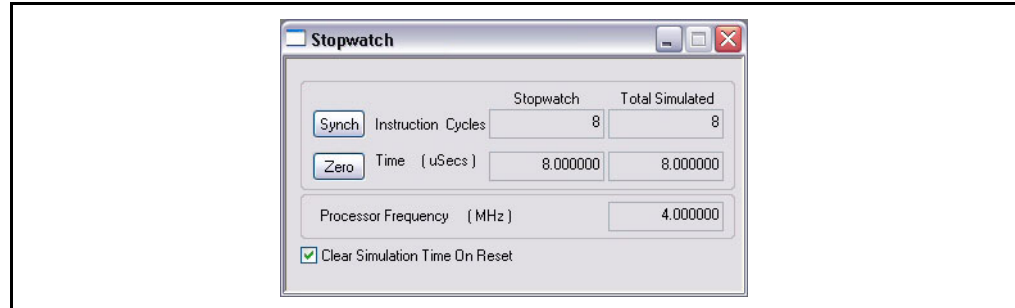 Stopwatch
Stopwatch Total Simulated
Synch Instruction Cycles 8 8
Zero Time (uSecs) 8.000000 8.000000
Processor Frequency (MHz) 4.000000
Clear Simulation Time On Reset